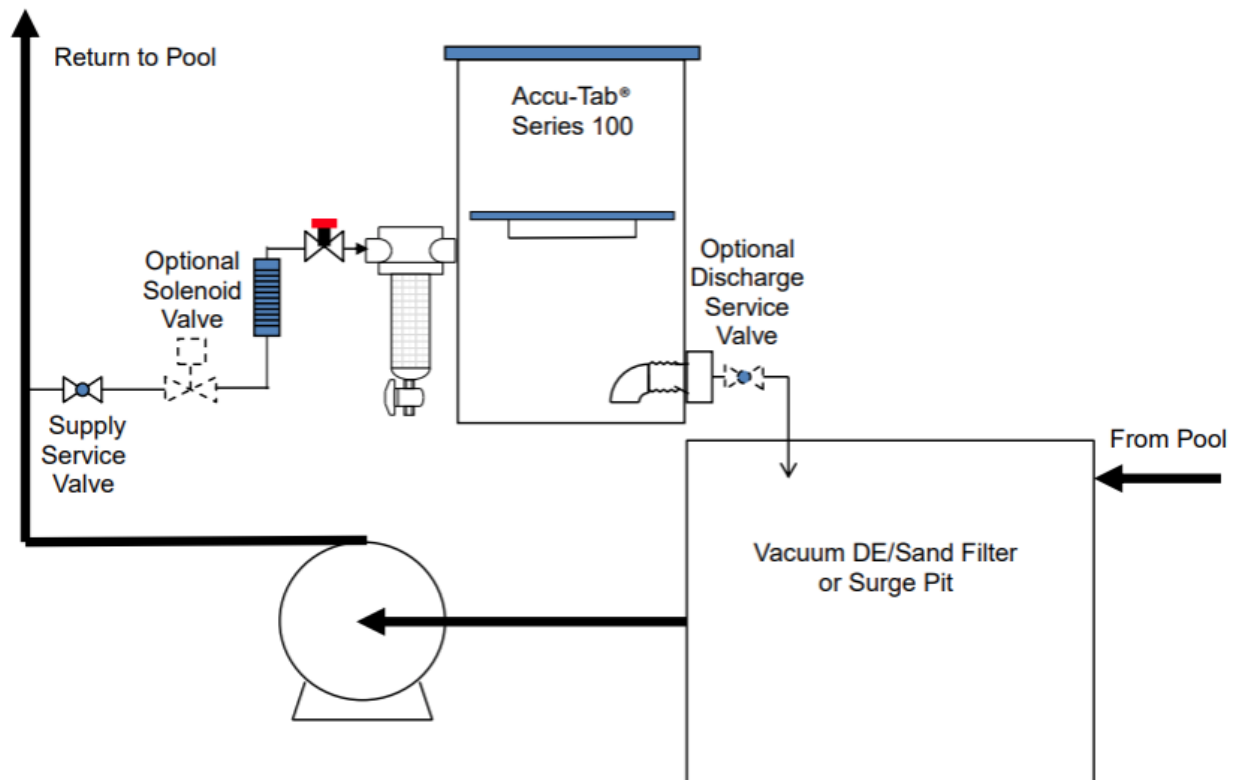 Return to Pool
Accu-Tab®
Series 100
Optional
Solenoid
Valve
Optional
Discharge
Service
Valve
Supply
Service
Valve
From Pool
Vacuum DE/Sand Filter
or Surge Pit